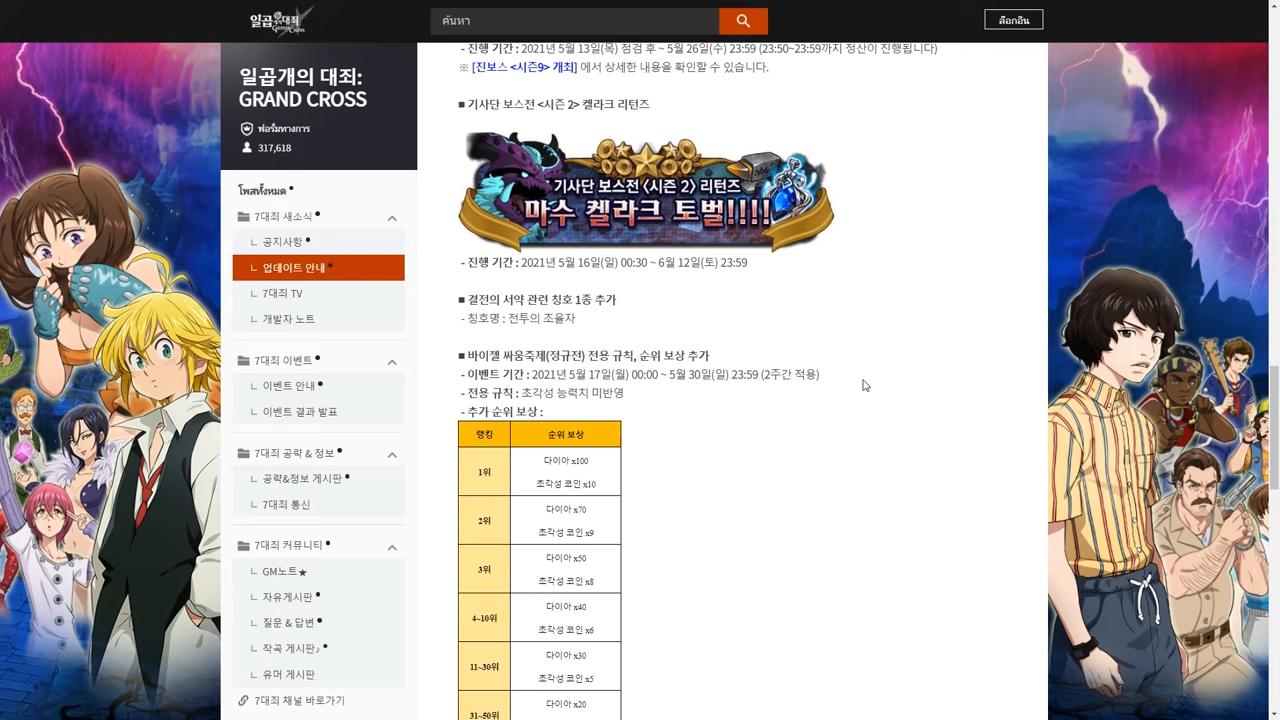 일곱개의 대죄
GRAND CROSS
ค้นหา
ล็อกอิน
일곱개의 대죄:
GRAND CROSS
ฟอรั่มทางการ
317,618
โพสทั้งหมด
7대죄 새소식
ㄴ 공지사항
ㄴ 업데이트 안내
ㄴ 7대죄 TV
ㄴ 개발자 노트
7대죄 이벤트
ㄴ 이벤트 안내
ㄴ 이벤트 결과 발표
7대죄 공략 & 정보
ㄴ 공략&정보 게시판
ㄴ 7대죄 통신
7대죄 커뮤니티
ㄴ GM노트★
ㄴ 자유게시판
ㄴ 질문 & 답변
ㄴ 작곡 게시판♪
ㄴ 유머 게시판
7대죄 채널 바로가기
- 진행 기간 : 2021년 5월 13일(목) 점검 후 ~ 5월 26일(수) 23:59 (23:50~23:59까지 정산이 진행됩니다)
※ [진보스 <시즌9> 개최] 에서 상세한 내용을 확인할 수 있습니다.
■ 기사단 보스전 <시즌 2> 켈라크 리턴즈
기사단 보스전 <시즌 2> 리턴즈
마수 켈라크 토벌!!!!
- 진행 기간 : 2021년 5월 16일(일) 00:30 ~ 6월 12일(토) 23:59
■ 결전의 서약 관련 칭호 1종 추가
- 칭호명 : 전투의 조율자
■ 바이젤 싸움축제(정규전) 전용 규칙, 순위 보상 추가
- 이벤트 기간 : 2021년 5월 17일(월) 00:00 ~ 5월 30일(일) 23:59 (2주간 적용)
- 전용 규칙 : 초각성 능력치 미반영
- 추가 순위 보상 :
랭킹 순위 보상
1위 다이아 x100
초각성 코인 x10
2위 다이아 x70
초각성 코인 x9
3위 다이아 x50
초각성 코인 x8
4~10위 다이아 x40
초각성 코인 x6
11~30위 다이아 x30
초각성 코인 x5
31~50위 다이아 x20